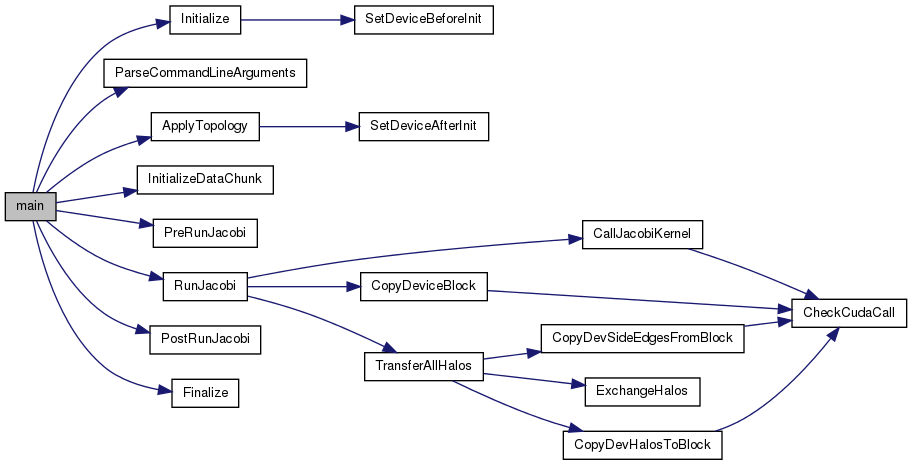 Initialize
SetDeviceBeforeInit
ParseCommandLineArguments
ApplyTopology
SetDeviceAfterInit
InitializeDataChunk
main
PreRunJacobi
CallJacobiKernel
RunJacobi
CopyDeviceBlock
CheckCudaCall
PostRunJacobi
CopyDevSideEdgesFromBlock
TransferAllHalos
Finalize
ExchangeHalos
CopyDevHalosToBlock